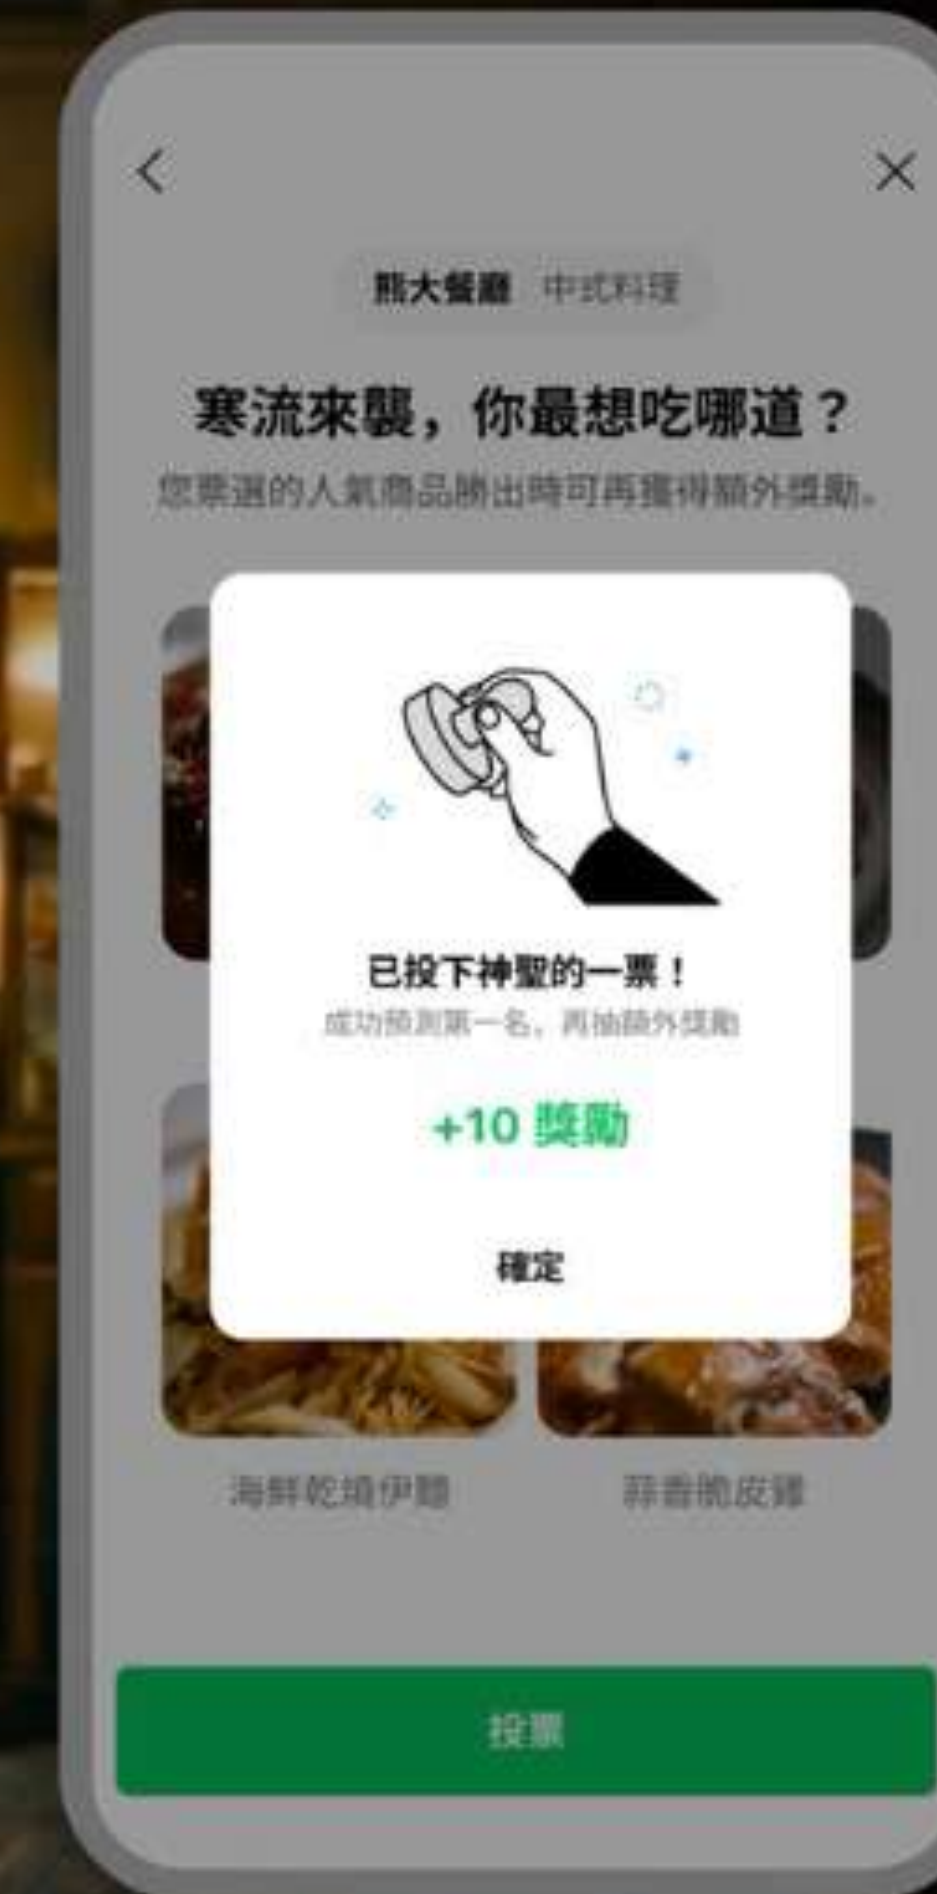 熊大餐廳 中式料理
寒流來襲，你最想吃哪道？
您票選的人氣商品勝出時可再獲得額外獎勵。
已投下神聖的一票！
成功預測第一名，再抽額外獎勵
+10 獎勵
確定
海鮮乾燒伊麵 蒜香脆皮雞
投票